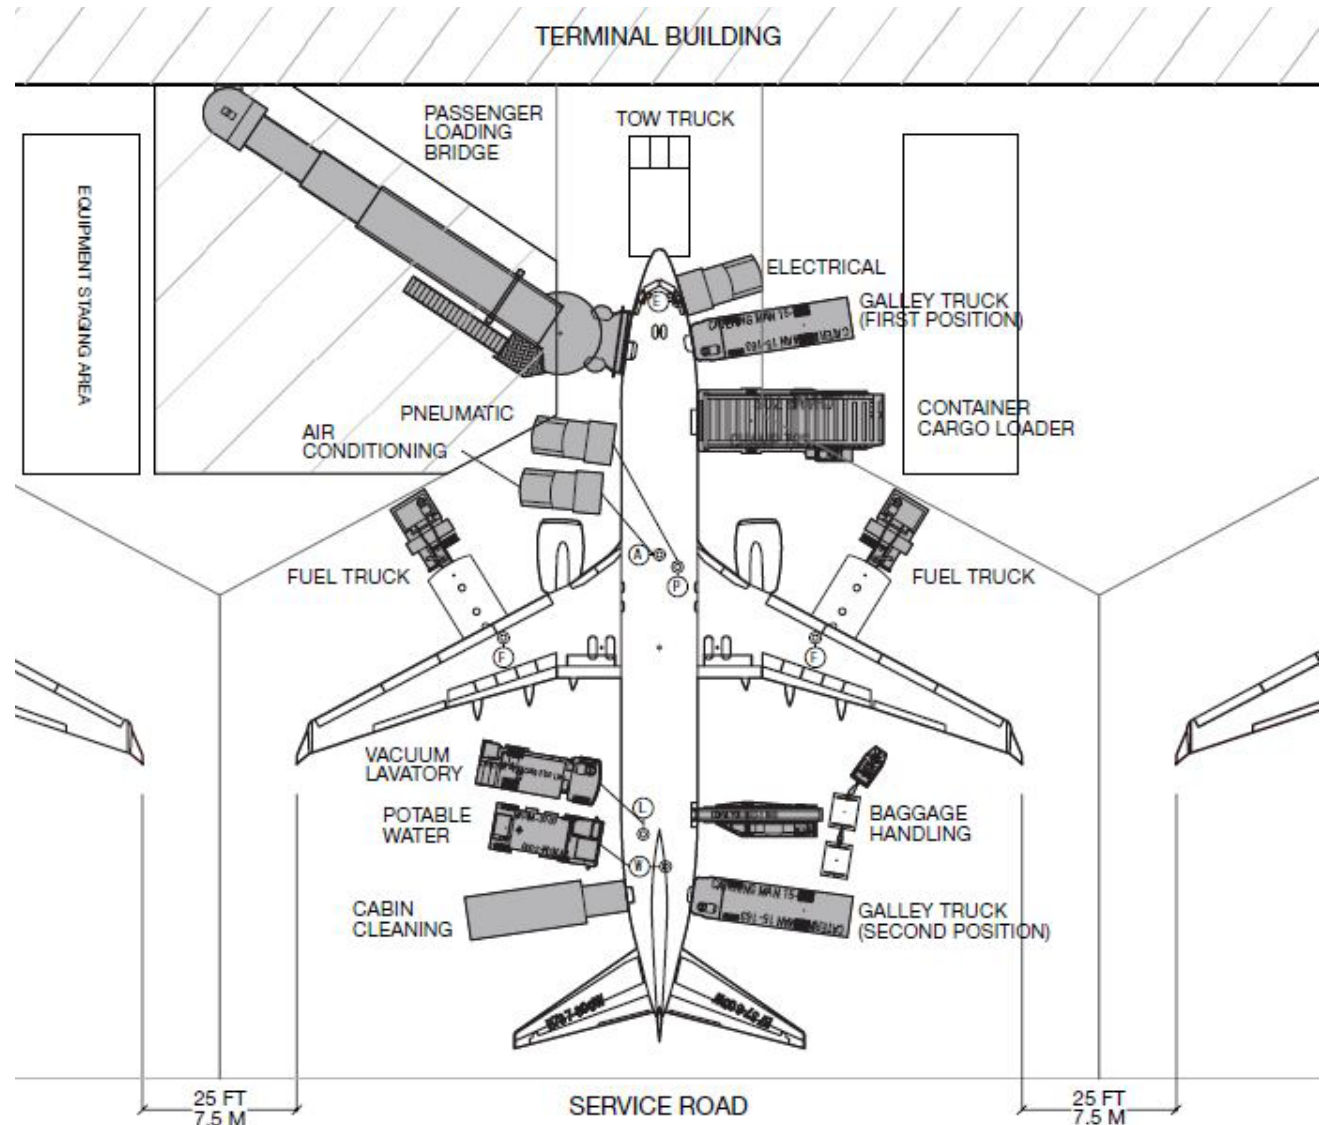 TERMINAL BUILDING
PASSENGER
LOADING
BRIDGE
TOW TRUCK
EQUIPMENT STAGING AREA
ELECTRICAL
E
GALLEY TRUCK
(FIRST POSITION)
PNEUMATIC
AIR
CONDITIONING
CONTAINER
CARGO LOADER
A
P
FUEL TRUCK
FUEL TRUCK
F
F
VACUUM
LAVATORY
L
POTABLE
WATER
BAGGAGE
HANDLING
W
CABIN
CLEANING
GALLEY TRUCK
(SECOND POSITION)
25 FT
7.5 M
SERVICE ROAD
25 FT
7.5 M